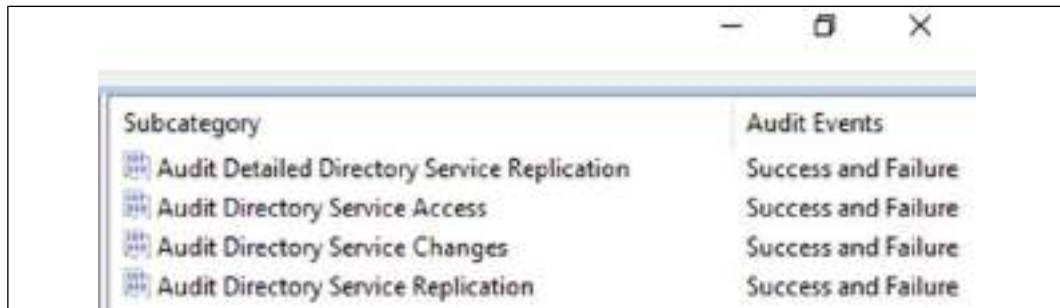 Subcategory Audit Events
Audit Detailed Directory Service Replication Success and Failure
Audit Directory Service Access Success and Failure
Audit Directory Service Changes Success and Failure
Audit Directory Service Replication Success and Failure